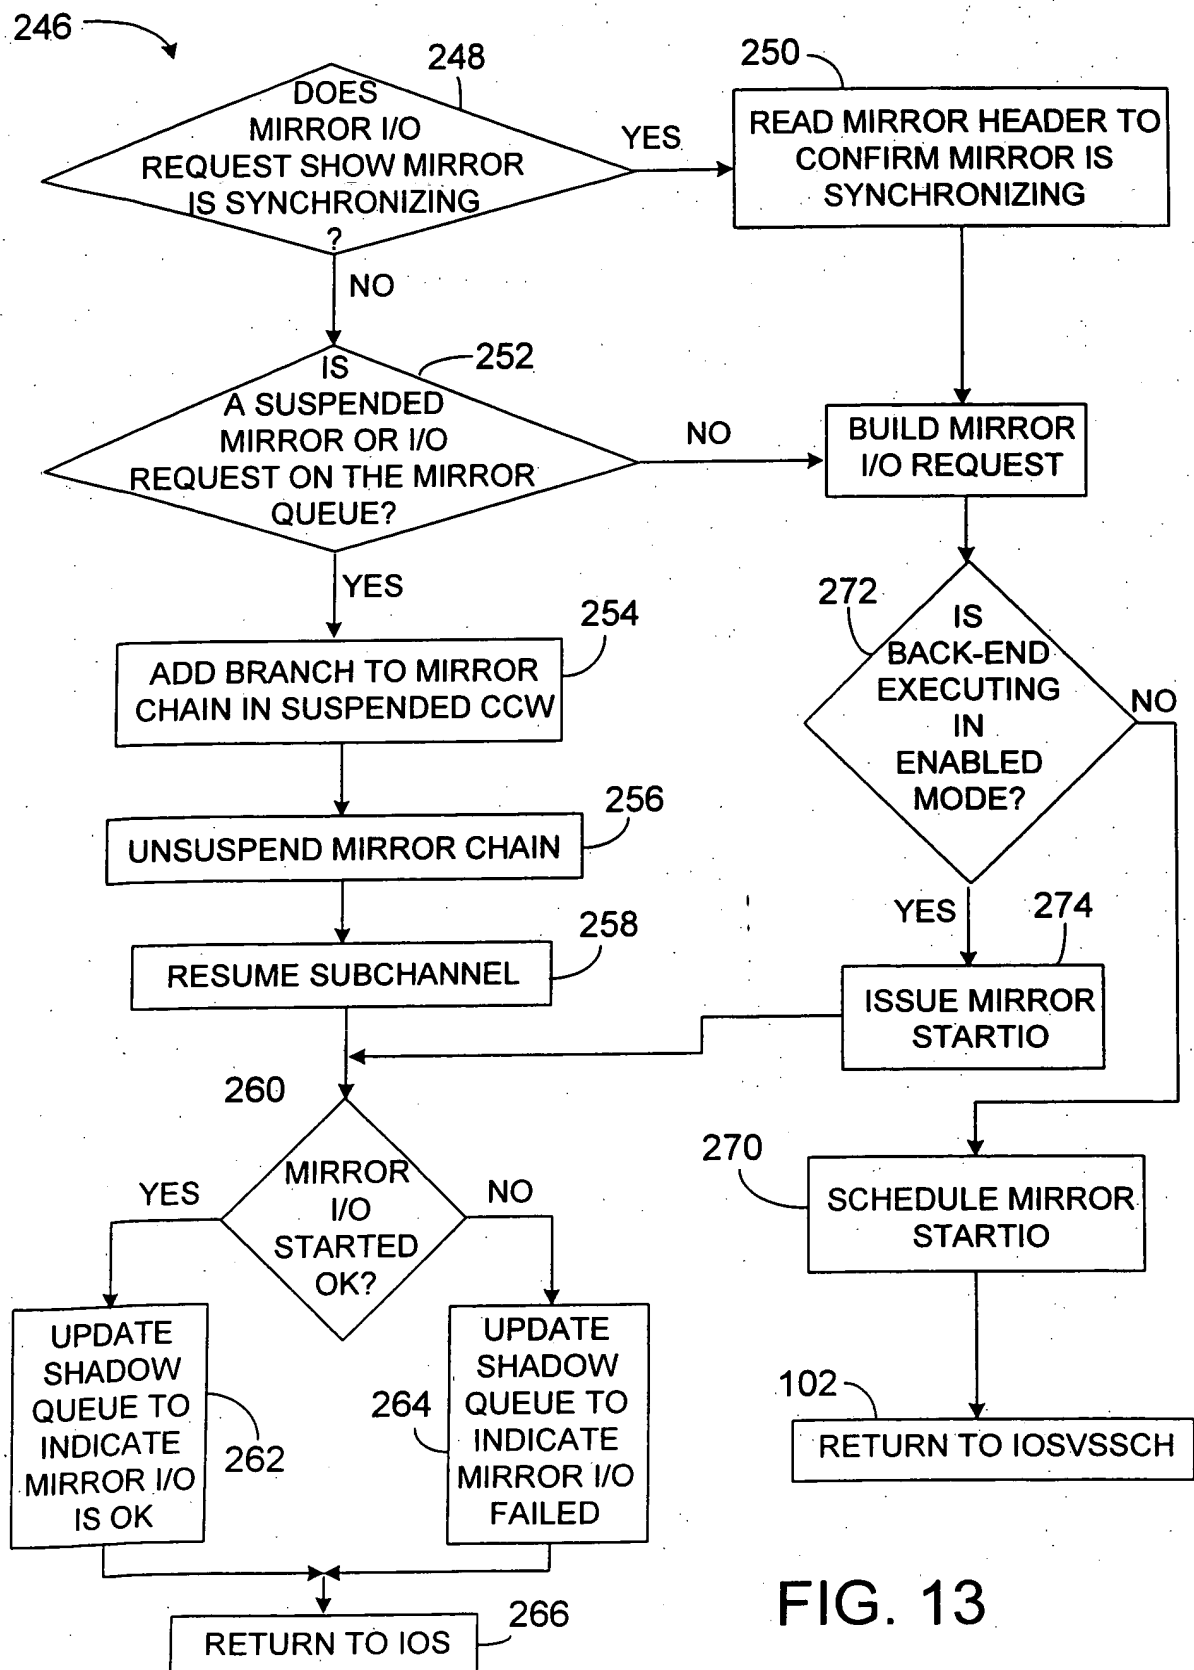 246
248
DOES
MIRROR I/O
REQUEST SHOW MIRROR
IS SYNCHRONIZING
?
YES
250
READ MIRROR HEADER TO
CONFIRM MIRROR IS
SYNCHRONIZING
NO
252
IS
A SUSPENDED
MIRROR OR I/O
REQUEST ON THE MIRROR
QUEUE?
NO
BUILD MIRROR
I/O REQUEST
YES
254
ADD BRANCH TO MIRROR
CHAIN IN SUSPENDED CCW
272
IS
BACK-END
EXECUTING
IN
ENABLED
MODE?
NO
256
UNSUSPEND MIRROR CHAIN
YES
274
258
RESUME SUBCHANNEL
ISSUE MIRROR
STARTIO
260
MIRROR
I/O
STARTED
OK?
YES
NO
270
SCHEDULE MIRROR
STARTIO
UPDATE
SHADOW
QUEUE TO
INDICATE
MIRROR I/O
IS OK
262
264
UPDATE
SHADOW
QUEUE TO
INDICATE
MIRROR I/O
FAILED
102
RETURN TO IOSVSSCH
266
RETURN TO IOS
FIG. 13